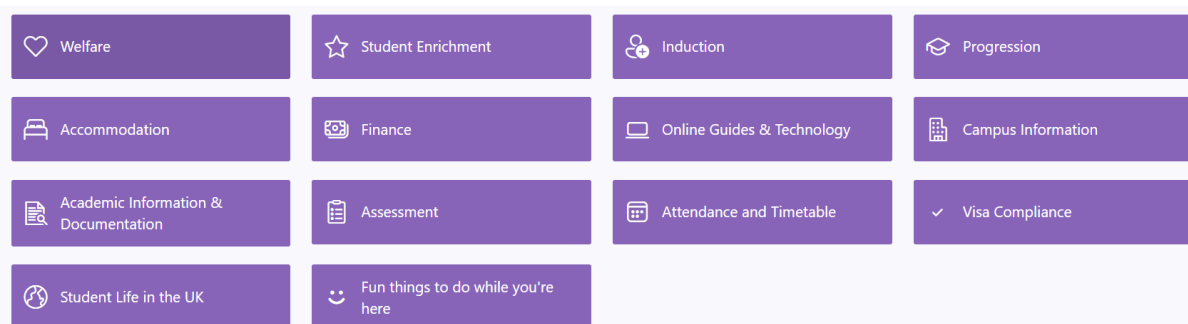 Welfare
Student Enrichment
Induction
Progression
Accommodation
Finance
Online Guides & Technology
Campus Information
Academic Information &
Documentation
Assessment
Attendance and Timetable
Visa Compliance
Student Life in the UK
Fun things to do while you're
here